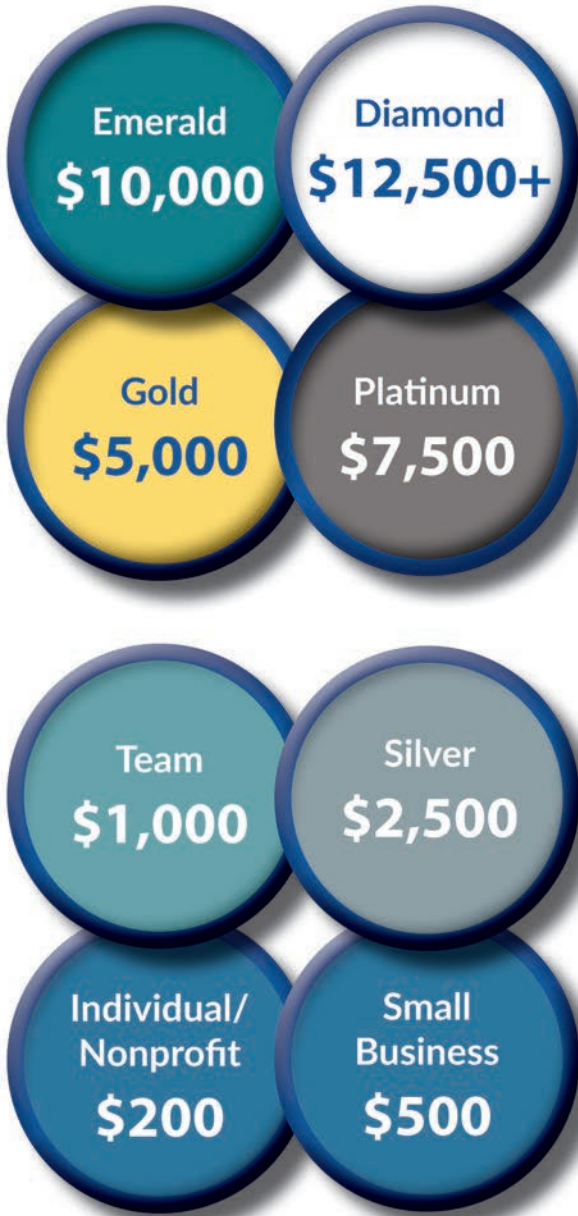 Emerald
$10,000
Diamond
$12,500+
Gold
$5,000
Platinum
$7,500
Team
$1,000
Silver
$2,500
Individual/
Nonprofit
$200
Small
Business
$500